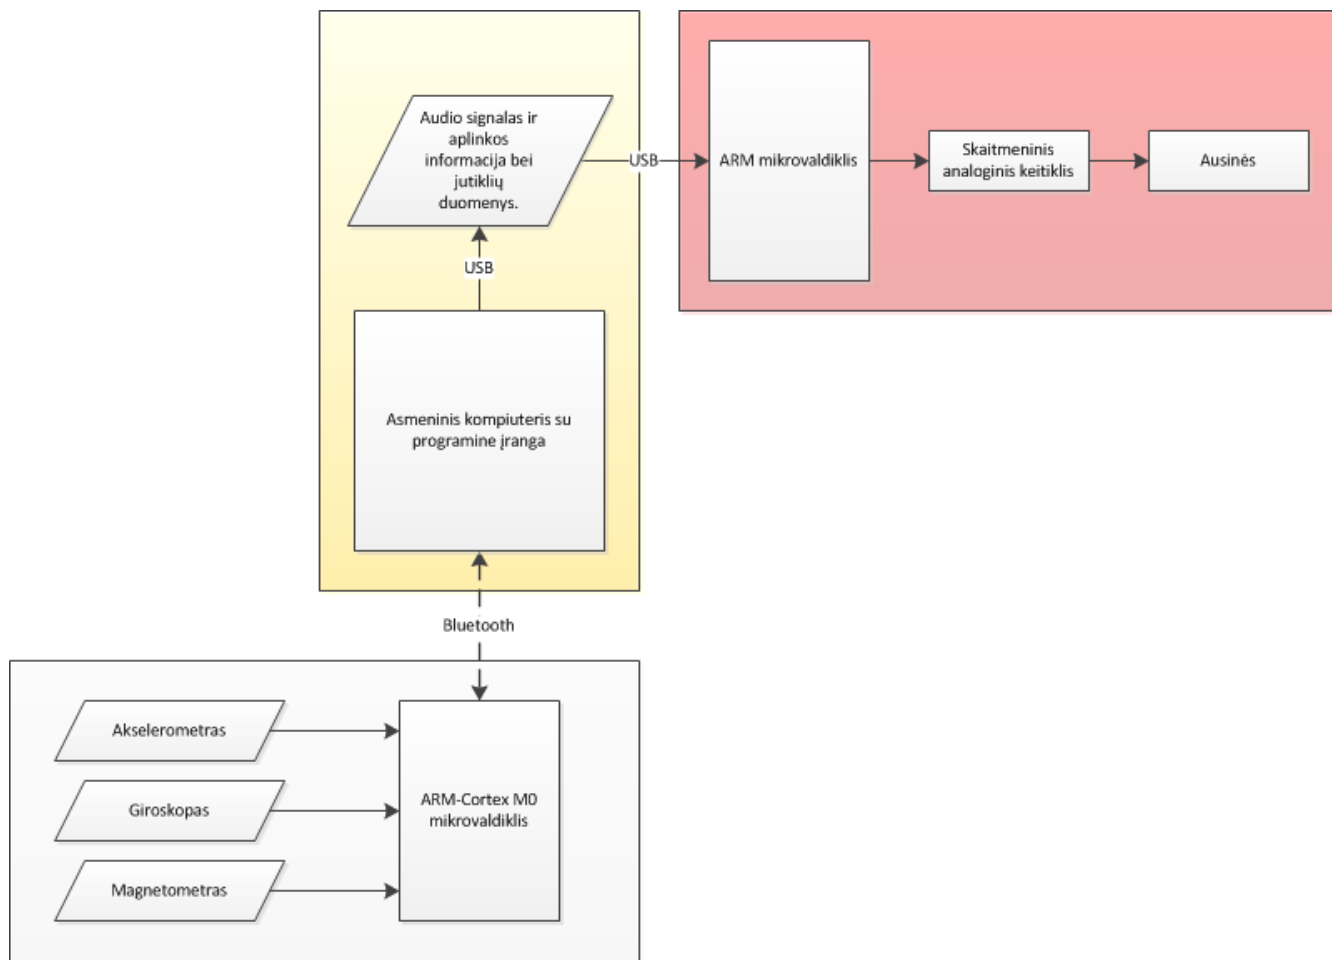 Audio signalas ir
aplinkos
informacija bei
jutiklių
duomenys.
USB
ARM mikrovaldiklis
Skaitmeninis
analoginis keitiklis
Ausinės
USB
Asmeninis kompiuteris su
programine įranga
Bluetooth
Akselerometras
Giroskopas
ARM-Cortex M0
mikrovaldiklis
Magnetometras